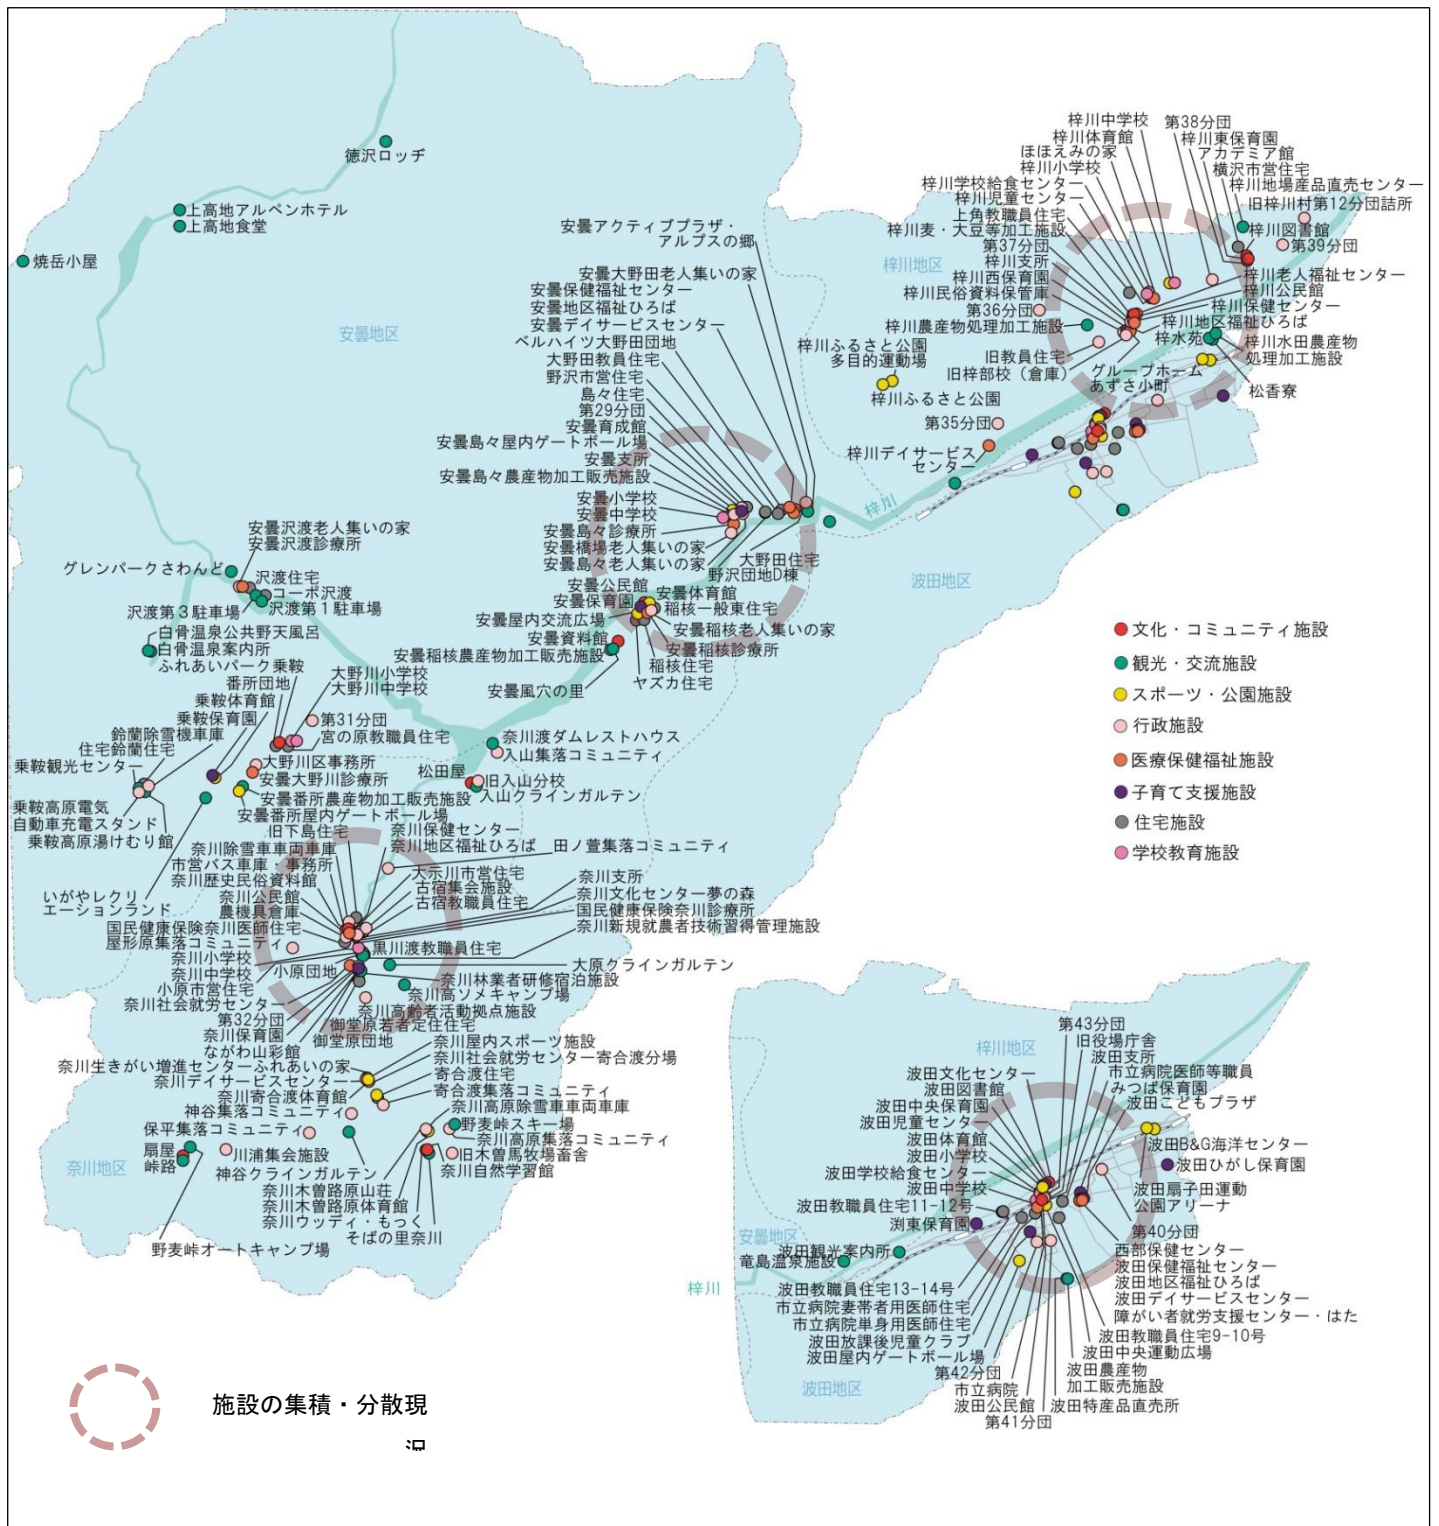 徳沢ロッヂ
上高地アルペンホテル
上高地食堂
焼岳小屋
安曇地区
安曇アクティブプラザ・
アルプスの郷
安曇大野田老人集いの家
安曇保健福祉センター
安曇地区福祉ひろば
安曇デイサービスセンター
ベルハイツ大野田団地
大野田教員住宅
野沢市営住宅
島々住宅
第29分団
安曇育成館
安曇島々屋内ゲートボール場
安曇支所
安曇島々農産物加工販売施設
安曇小学校
安曇中学校
安曇島々診療所
安曇橋場老人集いの家
安曇島々老人集いの家
大野田住宅
野沢団地D棟
安曇公民館
安曇保育園
安曇体育館
稲核一般東住宅
安曇屋内交流広場
安曇稲核老人集いの家
安曇資料館
安曇稲核診療所
安曇稲核農産物加工販売施設
稲核住宅
ヤズカ住宅
安曇風穴の里
梓川中学校
第38分団
梓川体育館
梓川東保育園
ほほえみの家
アカデミア館
梓川小学校
横沢市営住宅
梓川学校給食センター
梓川地場産品直売センター
梓川児童センター
旧梓川村第12分団詰所
上角教職員住宅
梓川麦・大豆等加工施設
梓川図書館
第37分団
第39分団
梓川支所
梓川地区
梓川西保育園
梓川老人福祉センター
梓川民俗資料保管庫
梓川公民館
第36分団
梓川保健センター
梓川農産物処理加工施設
梓川地区福祉ひろば
梓水苑
梓川水田農産物
処理加工施設
旧教員住宅
旧梓部校（倉庫）
グループホーム
あずさ小町
松香寮
梓川ふるさと公園
多目的運動場
梓川ふるさと公園
第35分団
梓川デイサービス
センター
梓川
波田地区
安曇沢渡老人集いの家
安曇沢渡診療所
グレンパークさわんど
沢渡住宅
コーポ沢渡
沢渡第３駐車場
沢渡第１駐車場
白骨温泉公共野天風呂
白骨温泉案内所
ふれあいパーク乗鞍
番所団地
大野川小学校
大野川中学校
乗鞍体育館
乗鞍保育園
第31分団
鈴蘭除雪機車庫
宮の原教職員住宅
住宅鈴蘭住宅
乗鞍観光センター
大野川区事務所
安曇大野川診療所
安曇番所農産物加工販売施設
安曇番所屋内ゲートボール場
乗鞍高原電気
自動車充電スタンド
乗鞍高原湯けむり館
いがやレクリ
エーションランド
奈川渡ダムレストハウス
入山集落コミュニティ
松田屋
旧入山分校
入山クラインガルテン
文化・コミュニティ施設
観光・交流施設
スポーツ・公園施設
行政施設
医療保健福祉施設
子育て支援施設
住宅施設
学校教育施設
旧下島住宅
奈川保健センター
奈川地区福祉ひろば
奈川除雪車車両車庫
市営バス車庫・事務所
奈川歴史民俗資料館
田ノ萱集落コミュニティ
大示川市営住宅
古宿集会施設
古宿教職員住宅
奈川支所
奈川文化センター夢の森
国民健康保険奈川診療所
奈川新規就農者技術習得管理施設
奈川公民館
農機具倉庫
国民健康保険奈川医師住宅
屋形原集落コミュニティ
黒川渡教職員住宅
奈川小学校
奈川中学校
小原団地
大原クラインガルテン
小原市営住宅
奈川林業者研修宿泊施設
奈川社会就労センター
奈川高ソメキャンプ場
奈川高齢者活動拠点施設
第32分団
御堂原若者定住住宅
奈川保育園
御堂原団地
ながわ山彩館
奈川屋内スポーツ施設
奈川生きがい増進センターふれあいの家
奈川社会就労センター寄合渡分場
奈川デイサービスセンター
寄合渡住宅
奈川寄合渡体育館
寄合渡集落コミュニティ
神谷集落コミュニティ
奈川高原除雪車車両車庫
保平集落コミュニティ
野麦峠スキー場
奈川高原集落コミュニティ
扇屋
峠路
川浦集会施設
旧木曽馬牧場畜舎
奈川自然学習館
奈川地区
神谷クラインガルテン
奈川木曽路原山荘
奈川木曽路原体育館
奈川ウッディ・もっく
そばの里奈川
野麦峠オートキャンプ場
第43分団
旧役場庁舎
梓川地区
波田支所
波田文化センター
市立病院医師等職員
波田図書館
みつば保育園
波田中央保育園
波田こどもプラザ
波田児童センター
波田体育館
波田B&G海洋センター
波田小学校
波田ひがし保育園
波田学校給食センター
波田中学校
波田扇子田運動
公園アリーナ
波田教職員住宅11-12号
渕東保育園
第40分団
安曇地区
波田観光案内所
竜島温泉施設
西部保健センター
波田保健福祉センター
波田地区福祉ひろば
波田デイサービスセンター
障がい者就労支援センター・はた
梓川
波田教職員住宅13-14号
市立病院妻帯者用医師住宅
市立病院単身用医師住宅
波田放課後児童クラブ
波田屋内ゲートボール場
波田教職員住宅9-10号
波田中央運動広場
第42分団
波田農産物
加工販売施設
市立病院
波田地区
波田公民館
波田特産品直売所
第41分団
施設の集積・分散現
況